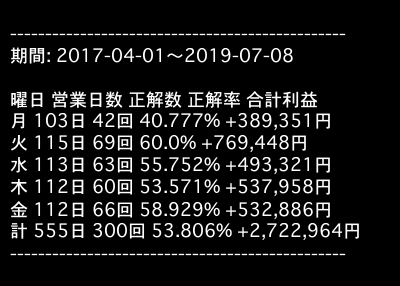 ------------------------------------------------
期間: 2017-04-01〜2019-07-08
曜日 営業日数 正解数 正解率 合計利益
月 103日 42回 40.777% +389,351円
火 115日 69回 60.0% +769,448円
水 113日 63回 55.752% +493,321円
木 112日 60回 53.571% +537,958円
金 112日 66回 58.929% +532,886円
計 555日 300回 53.806% +2,722,964円
------------------------------------------------